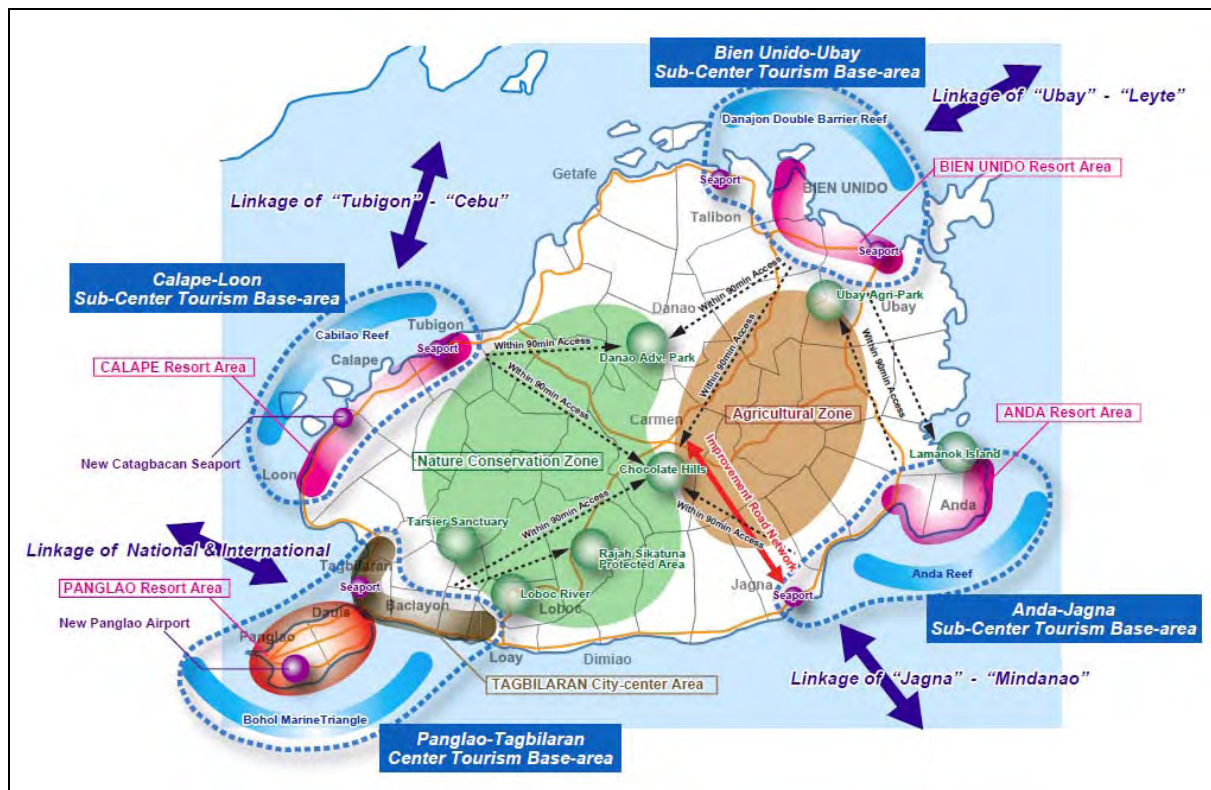 Bien Unido-Ubay
Sub-Center Tourism Base-area
Linkage of "Ubay" - "Leyte"
Danajon Double Barrier Reef
BIEN UNIDO Resort Area
Getafe
Seaport
BIEN UNIDO
Talibon
Linkage of "Tubigon" - "Cebu"
Seaport
Calape-Loon
Sub-Center Tourism Base-area
Within 90min Access
Ubay Agri-Park
Ubay
Danao
Cabilao Reef
Tubigon
Seaport
Calape
Within 90min Access
Danao Adv. Park
Within 90min Access
Within 90min Access
CALAPE Resort Area
Within 90min Access
Carmen
Agricultural Zone
ANDA Resort Area
Lamanok Island
New Catagbacan Seaport
Nature Conservation Zone
Chocolate Hills
Improvement Road Network
Loon
Anda
Tarsier Sanctuary
Within 90min Access
Within 90min Access
Linkage of National & International
Rajah Sikatuna
Protected Area
Tagbilaran
Anda Reef
PANGLAO Resort Area
Seaport
Jagna
Seaport
Loboc River
Baclayon
Loboc
Dauis
New Panglao Airport
Panglao
Anda-Jagna
Sub-Center Tourism Base-area
Loay
Dimiao
TAGBILARAN City-center Area
Linkage of "Jagna" - "Mindanao"
Bohol MarineTriangle
Panglao-Tagbilaran
Center Tourism Base-area